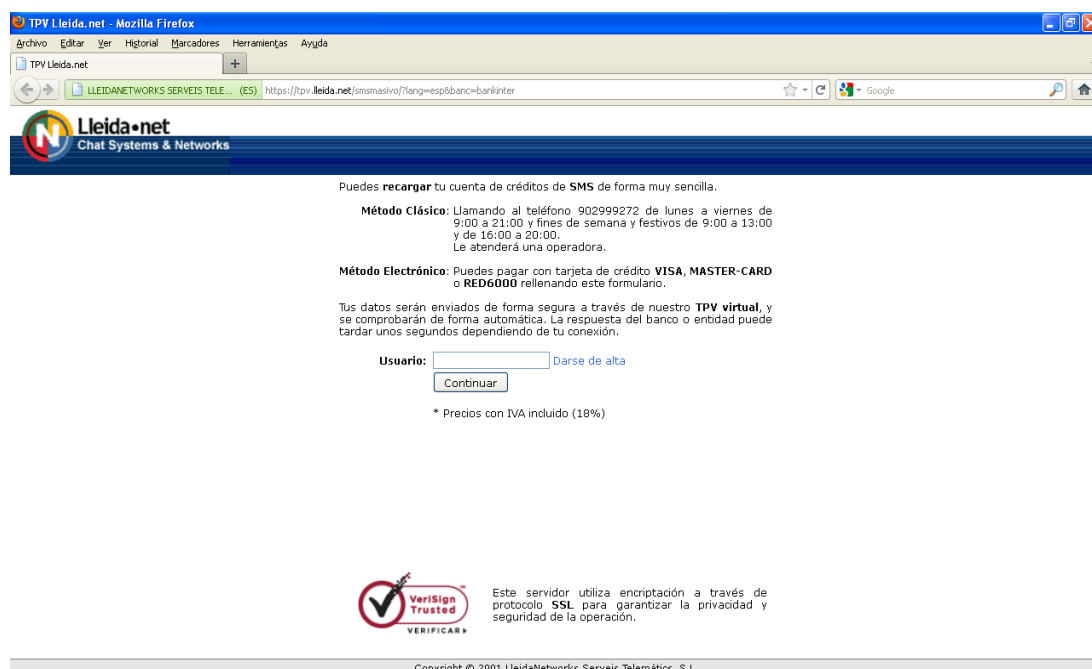 TPV Lleida.net - Mozilla Firefox
Archivo Editar Ver Historial Marcadores Herramientas Ayuda
TPV Lleida.net
LLEIDANETWORKS SERVEIS TELE... (ES) https://tpv.lleida.net/smsmasivo/?lang=esp&banc=bankinter Google
Lleida•net
Chat Systems & Networks
Puedes recargar tu cuenta de créditos de SMS de forma muy sencilla.
Método Clásico: Llamando al teléfono 902999272 de lunes a viernes de
9:00 a 21:00 y fines de semana y festivos de 9:00 a 13:00
y de 16:00 a 20:00.
Le atenderá una operadora.
Método Electrónico: Puedes pagar con tarjeta de crédito VISA, MASTER-CARD
o RED6000 rellenando este formulario.
Tus datos serán enviados de forma segura a través de nuestro TPV virtual, y
se comprobarán de forma automática. La respuesta del banco o entidad puede
tardar unos segundos dependiendo de tu conexión.
Usuario: Darse de alta
Continuar
* Precios con IVA incluido (18%)
VeriSign
Trusted
VERIFICAR
Este servidor utiliza encriptación a través de
protocolo SSL para garantizar la privacidad y
seguridad de la operación.
Copyright © 2001 LleidaNetworks Serveis Telemàtics, S.L.